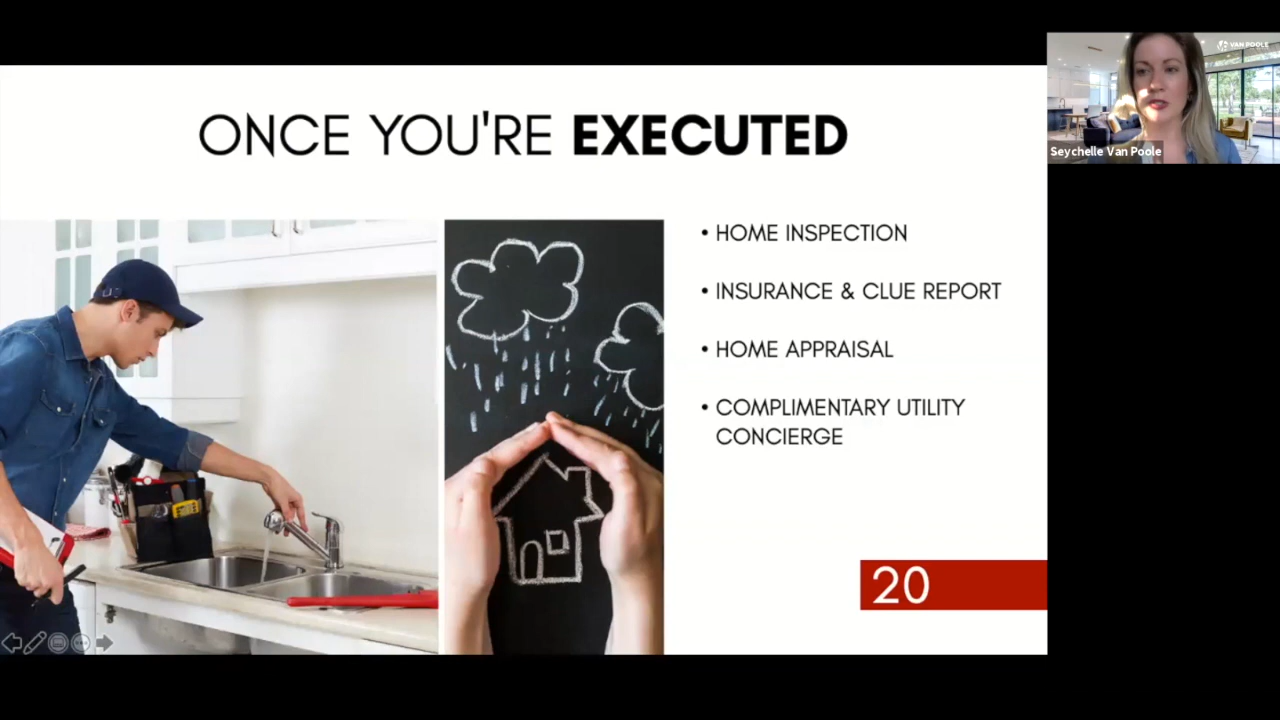 ONCE YOU'RE EXECUTED
VAN POOLE
Seychelle Van Poole
• HOME INSPECTION
• INSURANCE & CLUE REPORT
• HOME APPRAISAL
• COMPLIMENTARY UTILITY
CONCIERGE
20